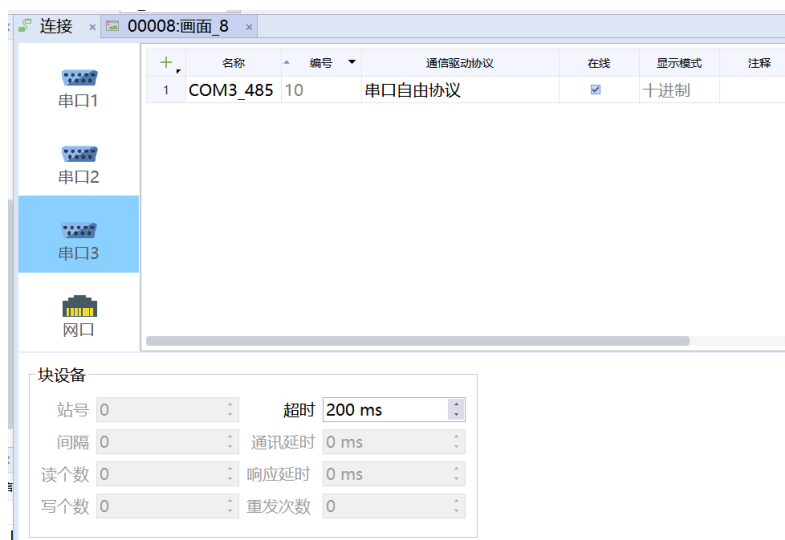 连接 × 00008:画面_8 ×
串口1
串口2
串口3
网口
+ 名称 编号 通信驱动协议 在线 显示模式 注释
1 COM3_485 10 串口自由协议 十进制
块设备
站号 0 超时 200 ms
间隔 0 通讯延时 0 ms
读个数 0 响应延时 0 ms
写个数 0 重发次数 0